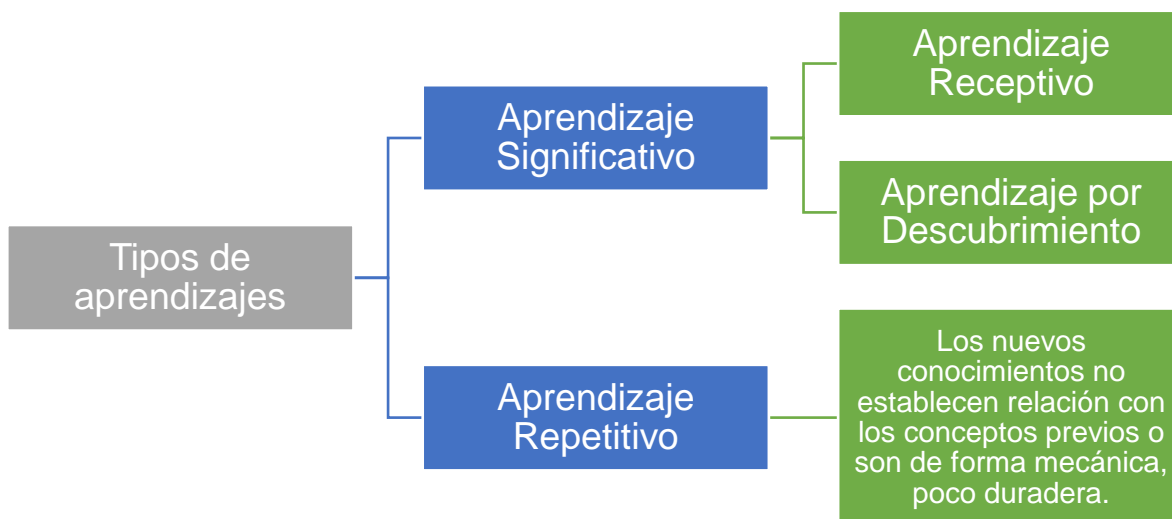 Tipos de
aprendizajes
Aprendizaje
Significativo
Aprendizaje
Receptivo
Aprendizaje por
Descubrimiento
Aprendizaje
Repetitivo
Los nuevos
conocimientos no
establecen relación con
los conceptos previos o
son de forma mecánica,
poco duradera.